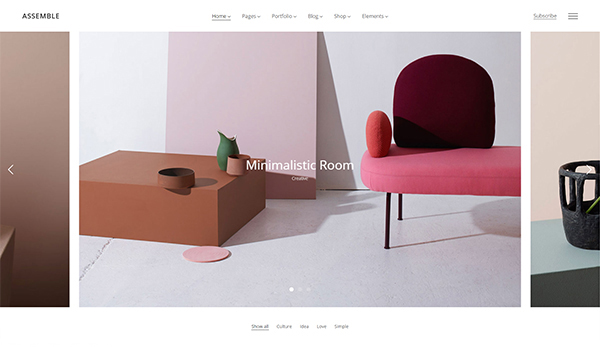 ASSEMBLE
Home Pages Portfolio Blog Shop Elements
Subscribe
Minimalistic Room
Creative
Show all Culture Idea Love Simple